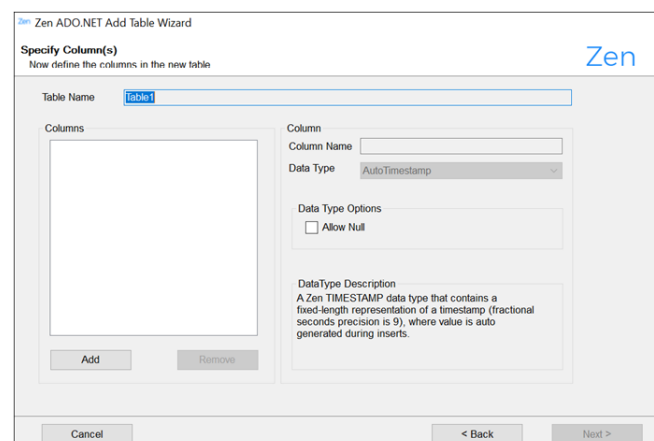 Zen Zen ADO.NET Add Table Wizard
Specify Column(s)
Now define the columns in the new table
Zen
Table Name Table1
Columns
Add Remove
Column
Column Name
Data Type AutoTimestamp
Data Type Options
Allow Null
DataType Description
A Zen TIMESTAMP data type that contains a
fixed-length representation of a timestamp (fractional
seconds precision is 9), where value is auto
generated during inserts.
Cancel < Back Next >